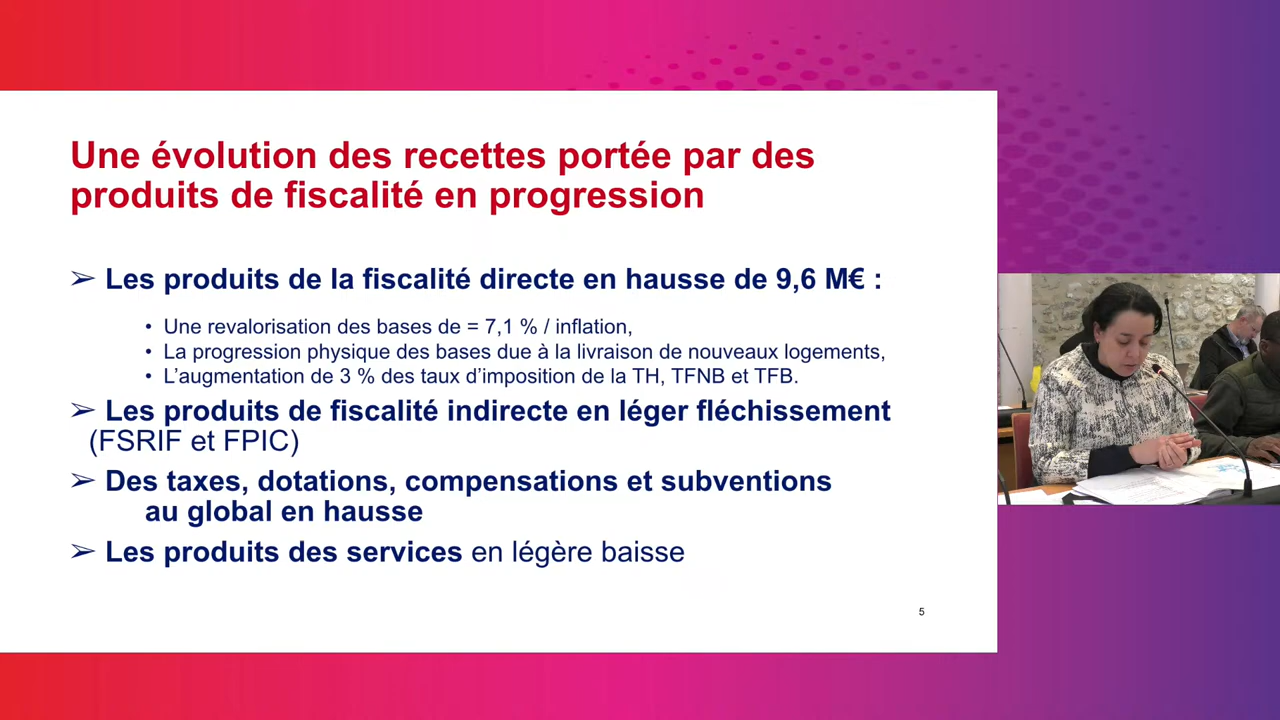 Une évolution des recettes portée par des
produits de fiscalité en progression
➢ Les produits de la fiscalité directe en hausse de 9,6 M€ :
• Une revalorisation des bases de = 7,1 % / inflation,
• La progression physique des bases due à la livraison de nouveaux logements,
• L’augmentation de 3 % des taux d’imposition de la TH, TFNB et TFB.
➢ Les produits de fiscalité indirecte en léger fléchissement
(FSRIF et FPIC)
➢ Des taxes, dotations, compensations et subventions
au global en hausse
➢ Les produits des services en légère baisse
5